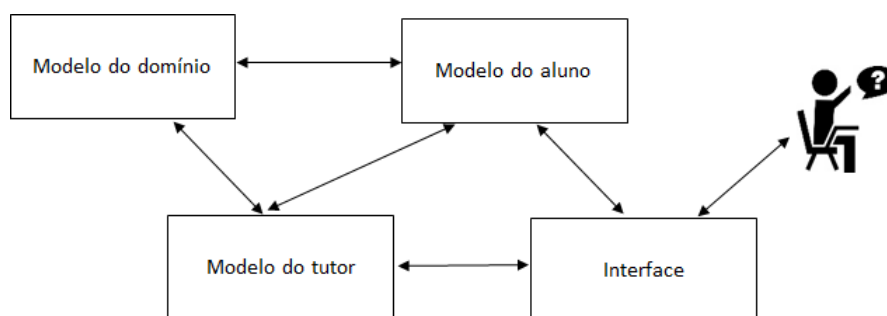 Modelo do domínio
Modelo do aluno
?
Modelo do tutor
Interface